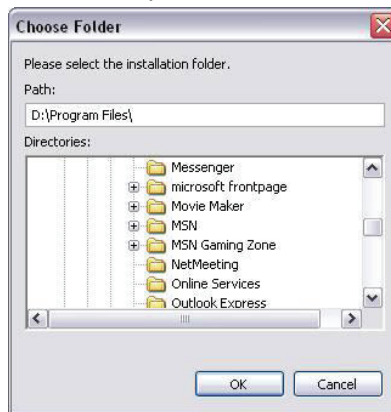 Choose Folder
Please select the installation folder.
Path:
D:\Program Files\
Directories:
Messenger
microsoft frontpage
Movie Maker
MSN
MSN Gaming Zone
NetMeeting
Online Services
Outlook Express
OK Cancel